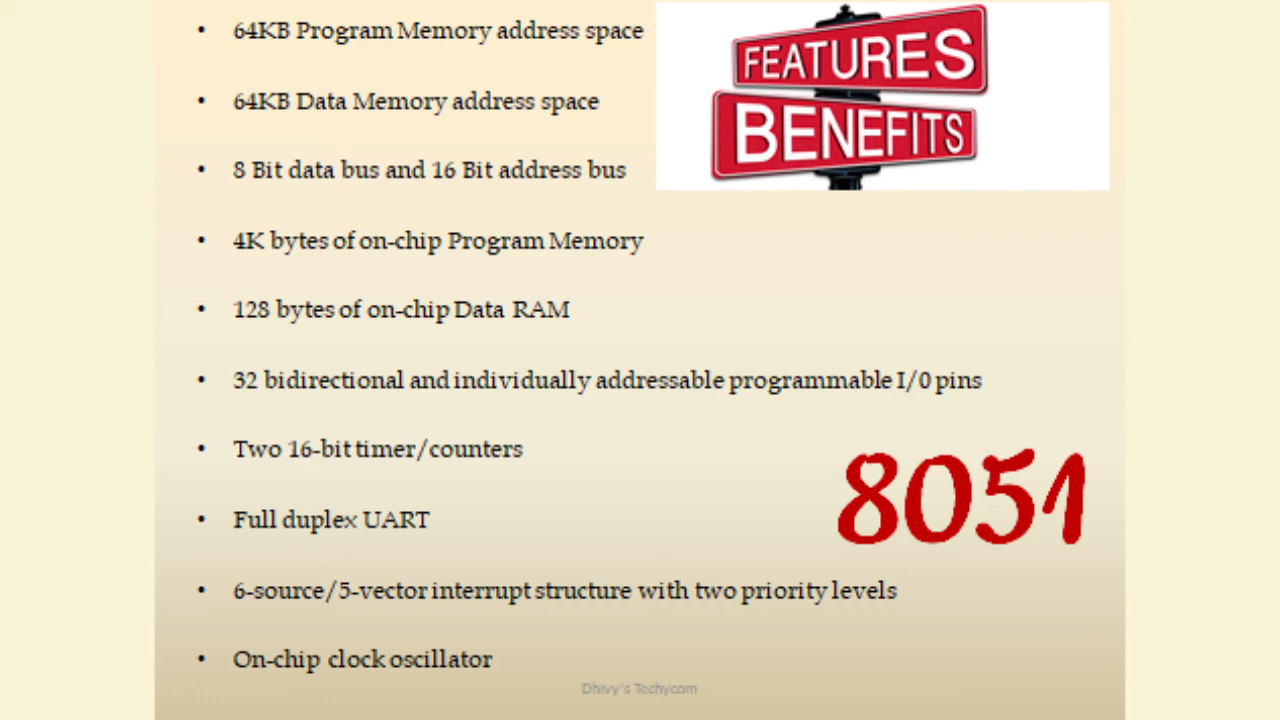 • 64KB Program Memory address space
• 64KB Data Memory address space
• 8 Bit data bus and 16 Bit address bus
• 4K bytes of on-chip Program Memory
• 128 bytes of on-chip Data RAM
• 32 bidirectional and individually addressable programmable I/0 pins
• Two 16-bit timer/counters
• Full duplex UART
• 6-source/5-vector interrupt structure with two priority levels
• On-chip clock oscillator
FEATURES
BENEFITS
8051
Dhivy's Techycom